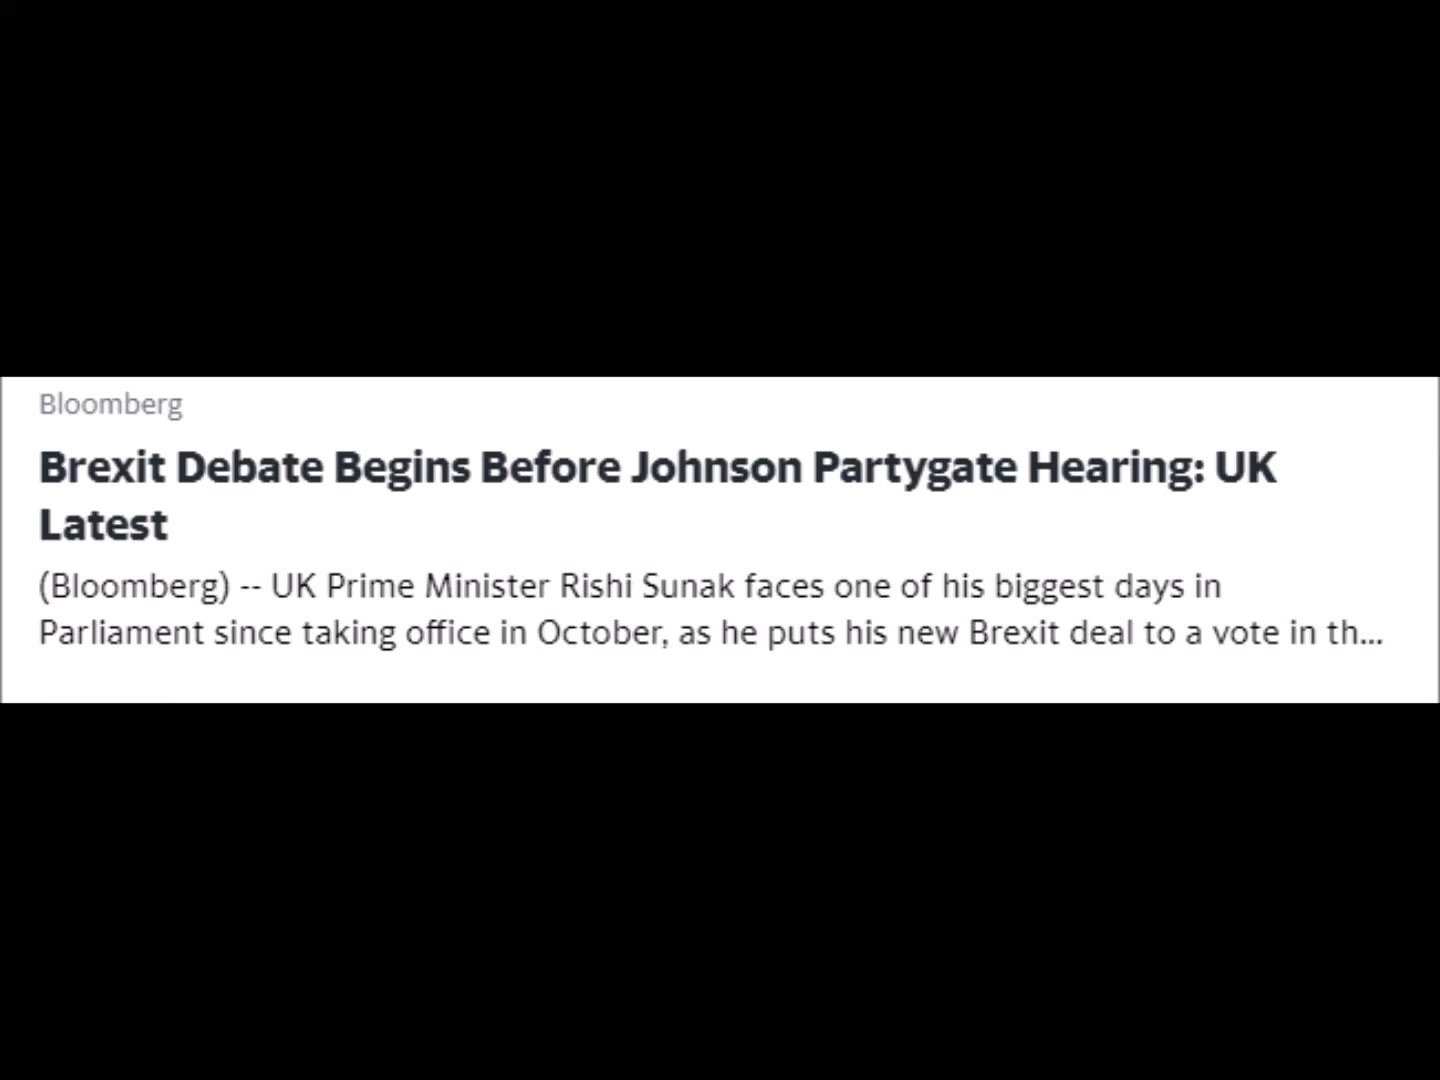 Bloomberg
Brexit Debate Begins Before Johnson Partygate Hearing: UK
Latest
(Bloomberg) -- UK Prime Minister Rishi Sunak faces one of his biggest days in
Parliament since taking office in October, as he puts his new Brexit deal to a vote in th...